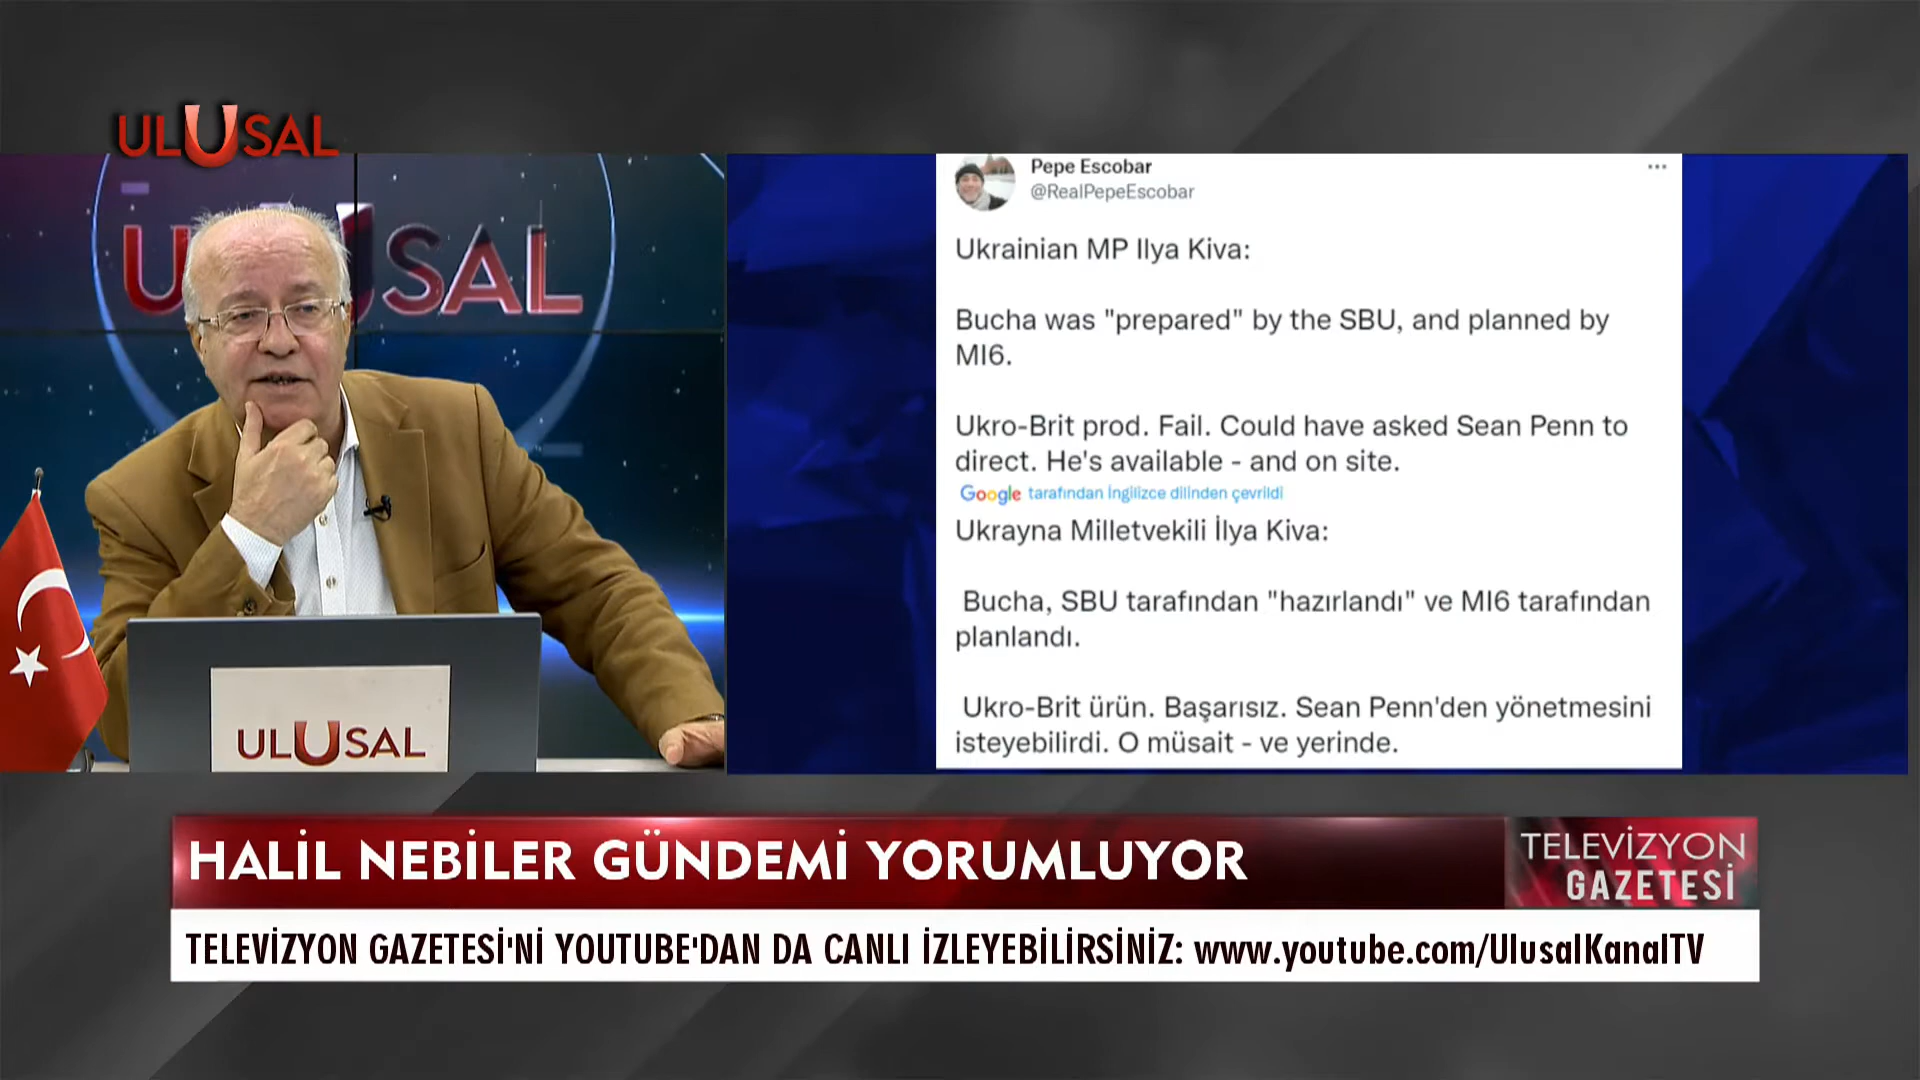 ULUSAL
ULUSAL
Pepe Escobar
@RealPepeEscobar
Ukrainian MP Ilya Kiva:
Bucha was "prepared" by the SBU, and planned by
MI6.
Ukro-Brit prod. Fail. Could have asked Sean Penn to
direct. He's available - and on site.
Google tarafından İngilizce dilinden çevrildi
Ukrayna Milletvekili İlya Kiva:
Bucha, SBU tarafından "hazırlandı" ve MI6 tarafından
planlandı.
Ukro-Brit ürün. Başarısız. Sean Penn'den yönetmesini
isteyebilirdi. O müsait - ve yerinde.
ULUSAL
HALİL NEBİLER GÜNDEMİ YORUMLUYOR
TELEVİZYON
GAZETESİ
TELEVİZYON GAZETESİ'Nİ YOUTUBE'DAN DA CANLI İZLEYEBİLİRSİNİZ: www.youtube.com/UlusalKanalTV